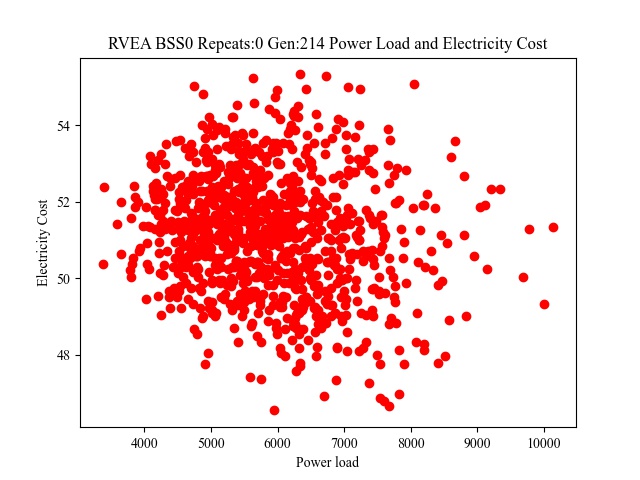 RVEA BSS0 Repeats:0 Gen:214 Power Load and Electricity Cost
54
52
50
48
Electricity Cost
4000 5000 6000 7000 8000 9000 10000
Power load